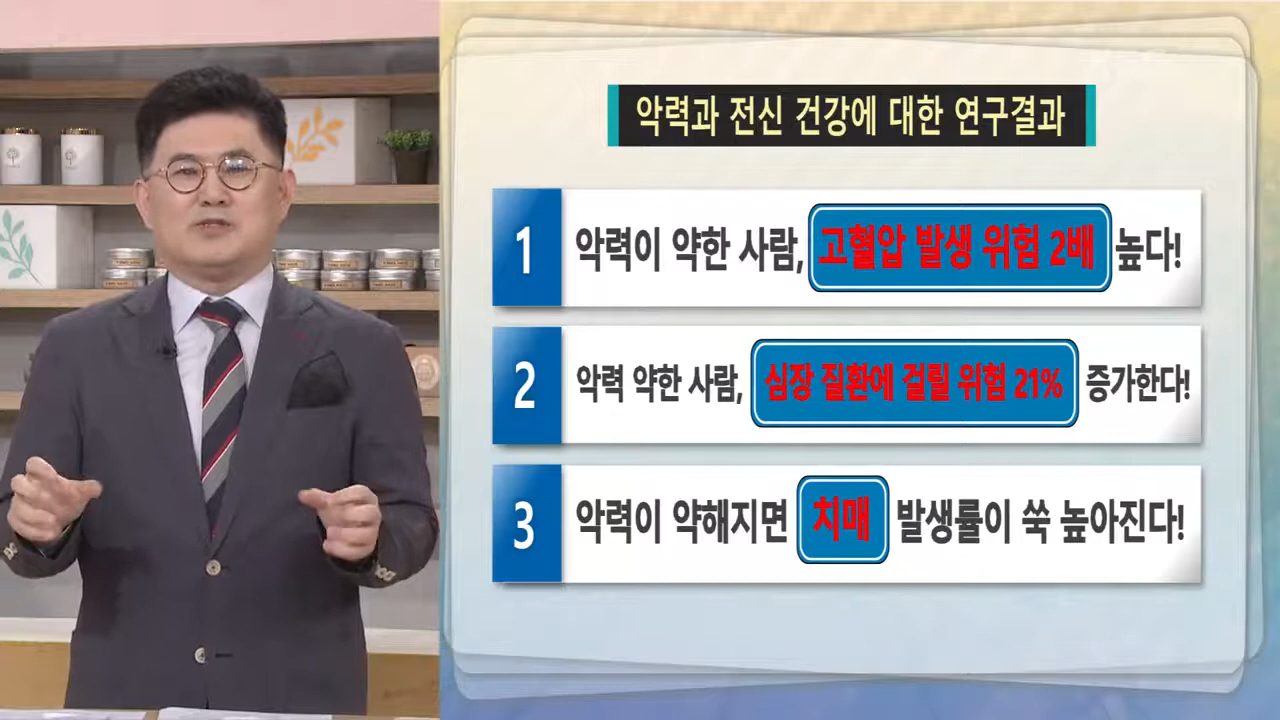 악력과 전신 건강에 대한 연구결과
1 악력이 약한 사람, 고혈압 발생 위험 2배 높다!
2 악력 약한 사람, 심장 질환에 걸릴 위험 21% 증가한다!
3 악력이 약해지면 치매 발생률이 쑥 높아진다!